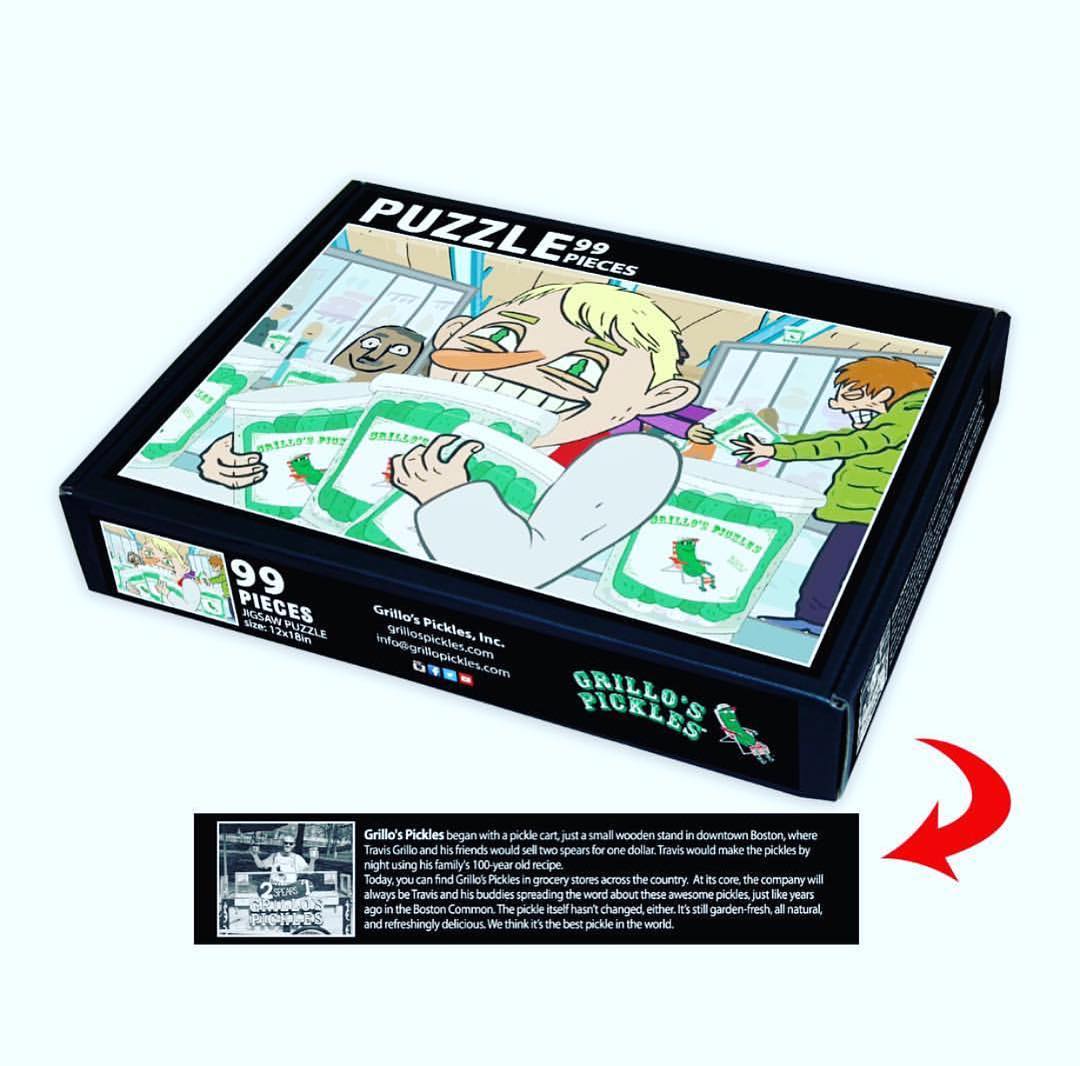 PUZZLE 99
PIECES
GRILLO'S
GRILLO'S PICKLES
99
PIECES
JIGSAW PUZZLE
size: 12x18in
Grillo's Pickles, Inc.
grillospickles.com
info@grillopickles.com
GRILLO'S
PICKLES
Grillo's Pickles began with a pickle cart, just a small wooden stand in downtown Boston, where
Travis Grillo and his friends would sell two spears for one dollar. Travis would make the pickles by
night using his family's 100-year old recipe.
Today, you can find Grillo's Pickles in grocery stores across the country. At its core, the company will
always be Travis and his buddies spreading the word about these awesome pickles, just like years
ago in the Boston Common. The pickle itself hasn't changed, either. It's still garden-fresh, all natural,
and refreshingly delicious. We think it's the best pickle in the world.
2 SPEARS
GRILLO'S
PICKLES